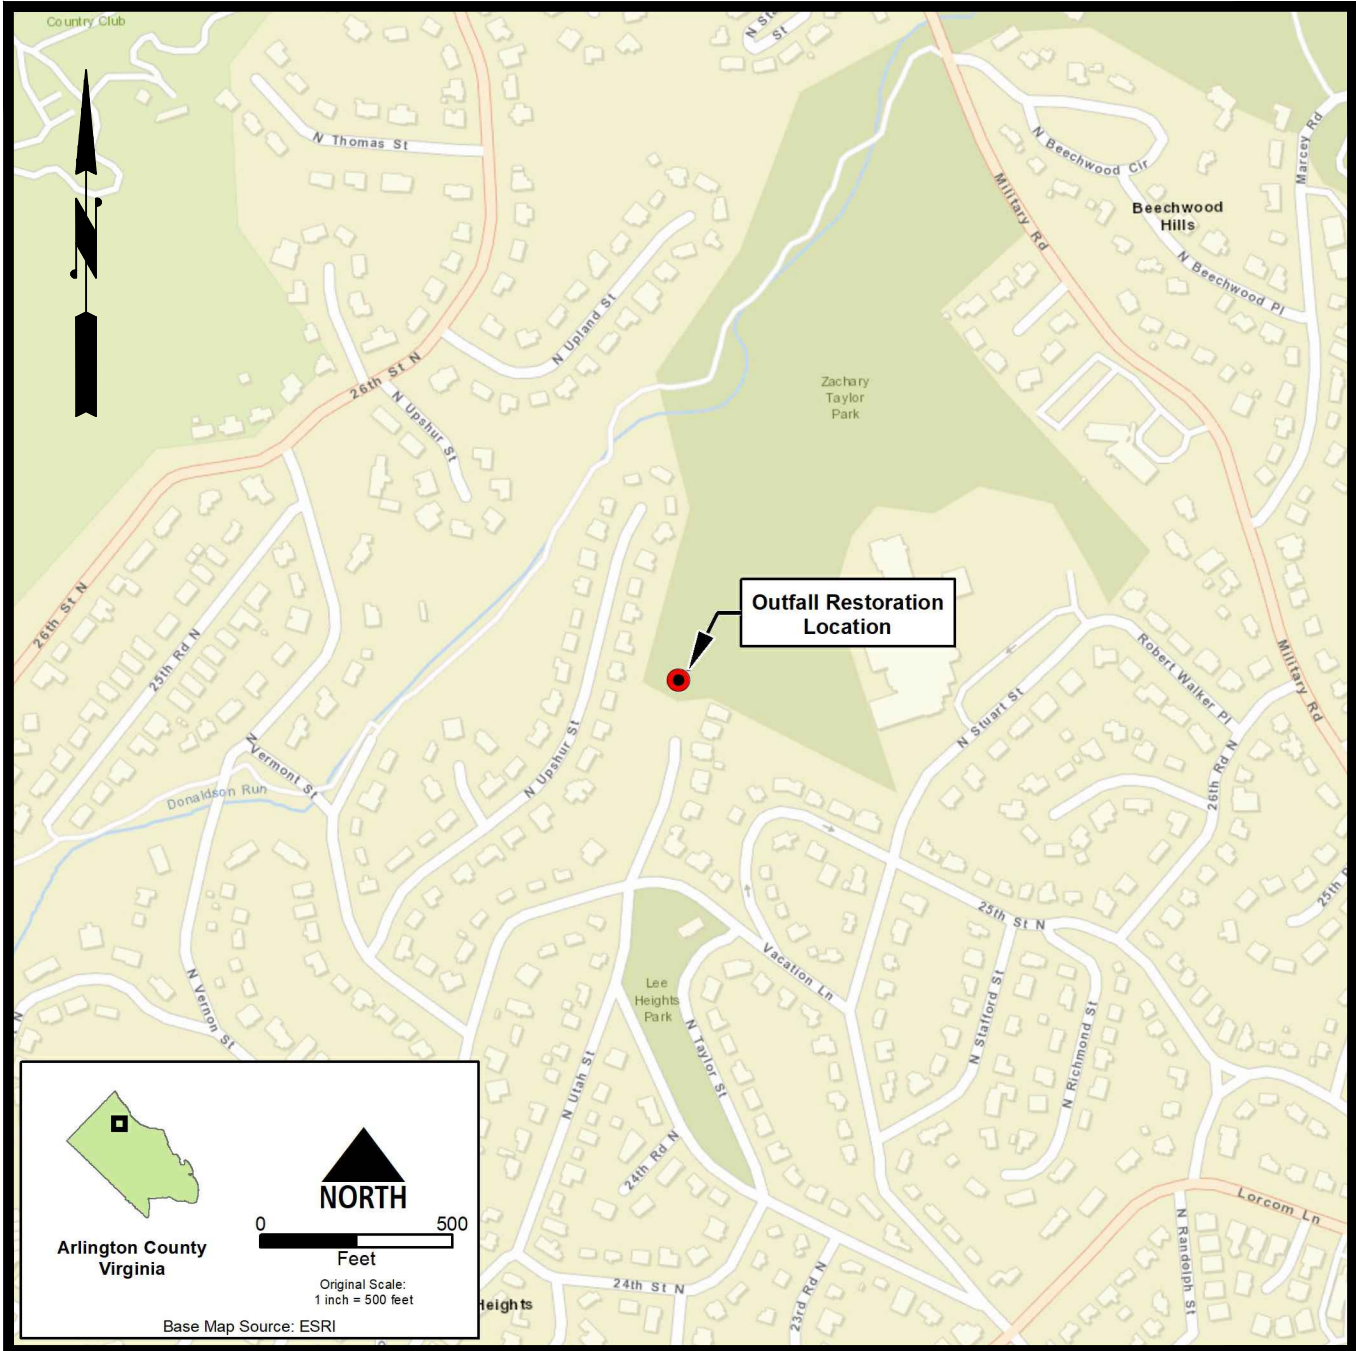 Country Club
N Sta
St
N Thomas St
N Beechwood Cir
Marcey Rd
Military Rd
Beechwood
Hills
N Beechwood Pl
N Upland St
26th St N
N Upshur St
Zachary
Taylor
Park
Outfall Restoration
Location
26th St N
25th Rd N
Robert Walker Pl
Military Rd
N Stuart St
N Upshur St
26th Rd N
N Vermont St
Donaldson Run
25th R
25th St N
Vacation Ln
Lee
Heights
Park
N Vernon St
N
N Stafford St
N Richmond St
N Taylor St
N Utah St
24th Rd N
Lorcom Ln
N Randolph St
24th St N
23rd Rd N
Heights
N
NORTH
0 500
Feet
Original Scale:
1 inch = 500 feet
Arlington County
Virginia
Base Map Source: ESRI